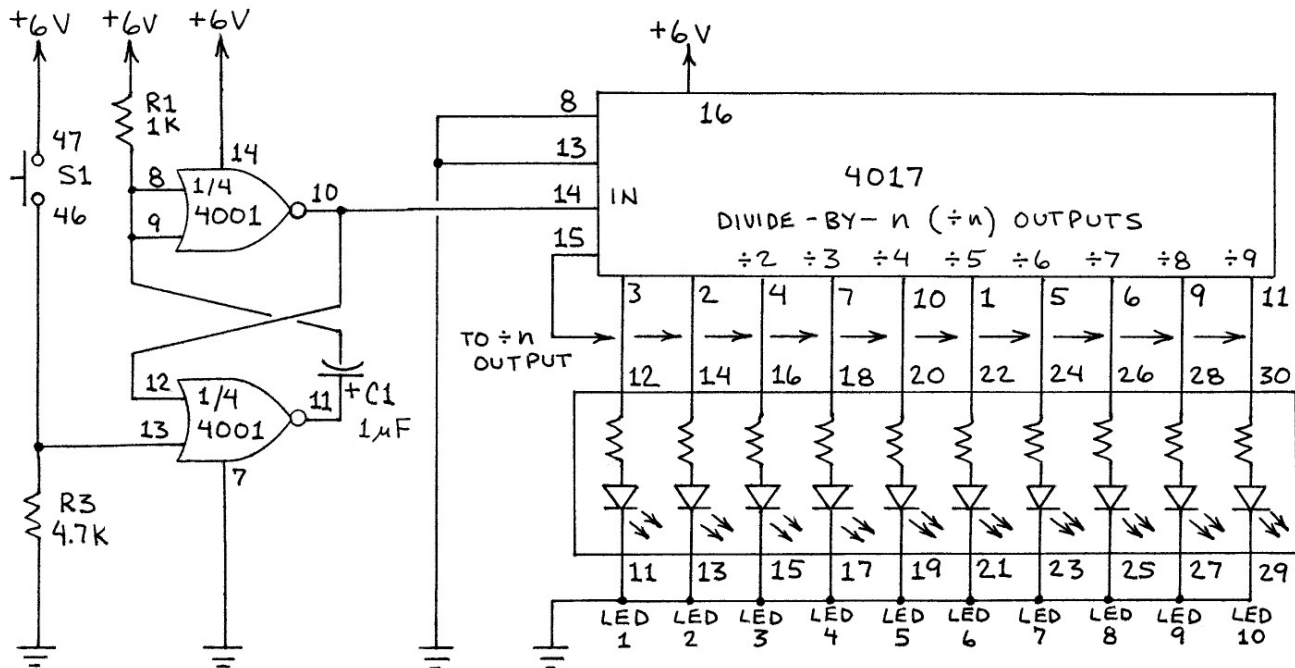 +6V +6V +6V
+6V
R1
1K
47
S1
46
14
8
9
1/4
4001
10
8
13
14
15
16
4017
IN
DIVIDE-BY-n (÷n) OUTPUTS
÷2 ÷3 ÷4 ÷5 ÷6 ÷7 ÷8 ÷9
3 2 4 7 10 1 5 6 9 11
TO ÷n
OUTPUT
12 14 16 18 20 22 24 26 28 30
12
13
1/4
4001
11
7
+C1
1μF
R3
4.7K
11 13 15 17 19 21 23 25 27 29
LED LED LED LED LED LED LED LED LED LED
1 2 3 4 5 6 7 8 9 10